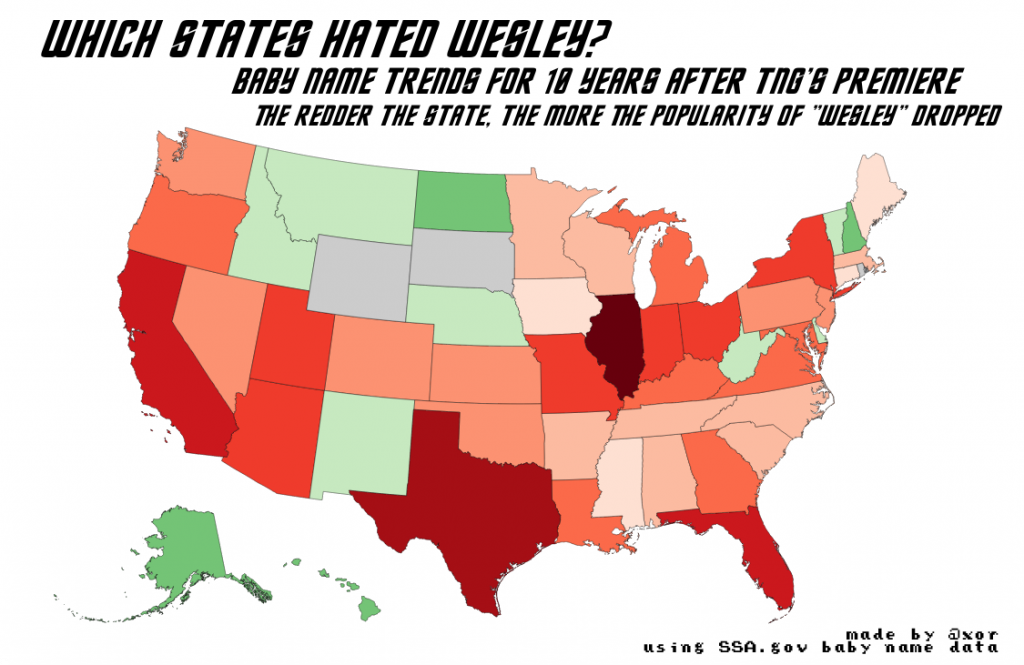 WHICH STATES HATED WESLEY?
BABY NAME TRENDS FOR 10 YEARS AFTER TNG'S PREMIERE
THE REDDER THE STATE, THE MORE THE POPULARITY OF "WESLEY" DROPPED
made by @xor
using SSA.gov baby name data